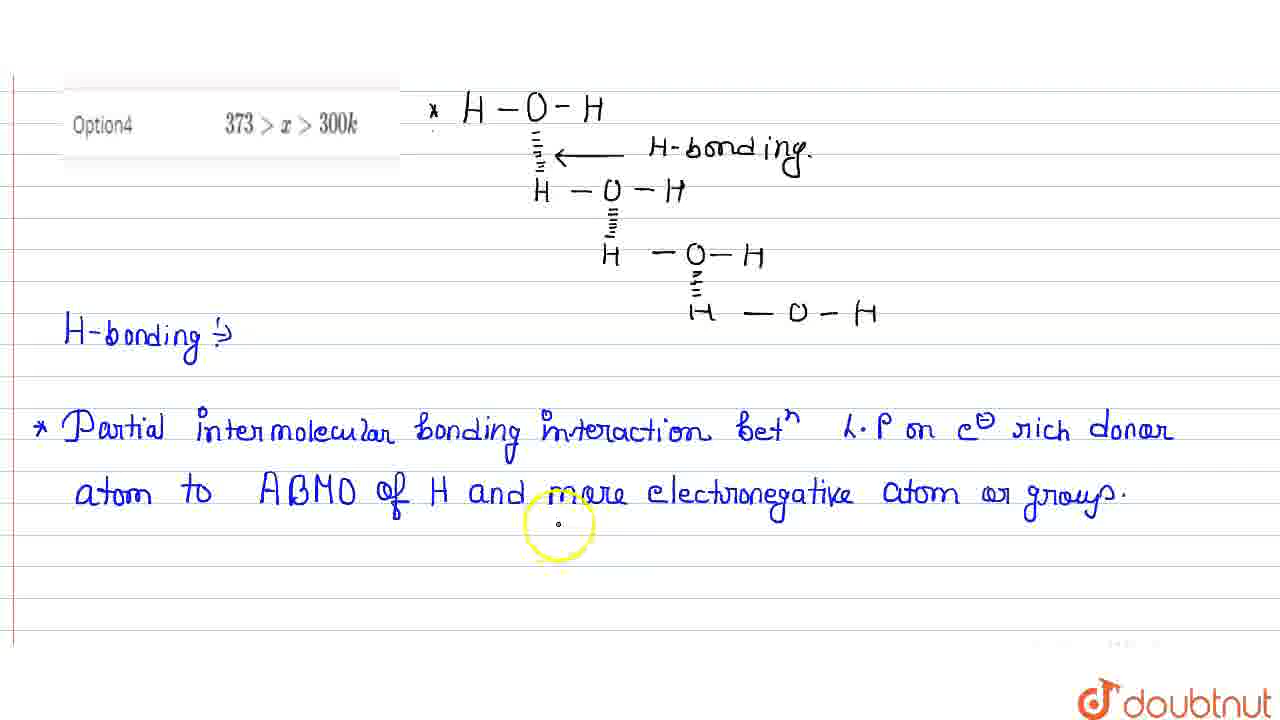 Option4 373 > x > 300k
* H - O - H
← H-bonding.
H - O - H
H - O - H
H - O - H
H-bonding :→
* Partial intermolecular bonding interaction betⁿ L.P on e⊖ rich donar
atom to ABMO of H and more electronegative atom or group.
doubtnut